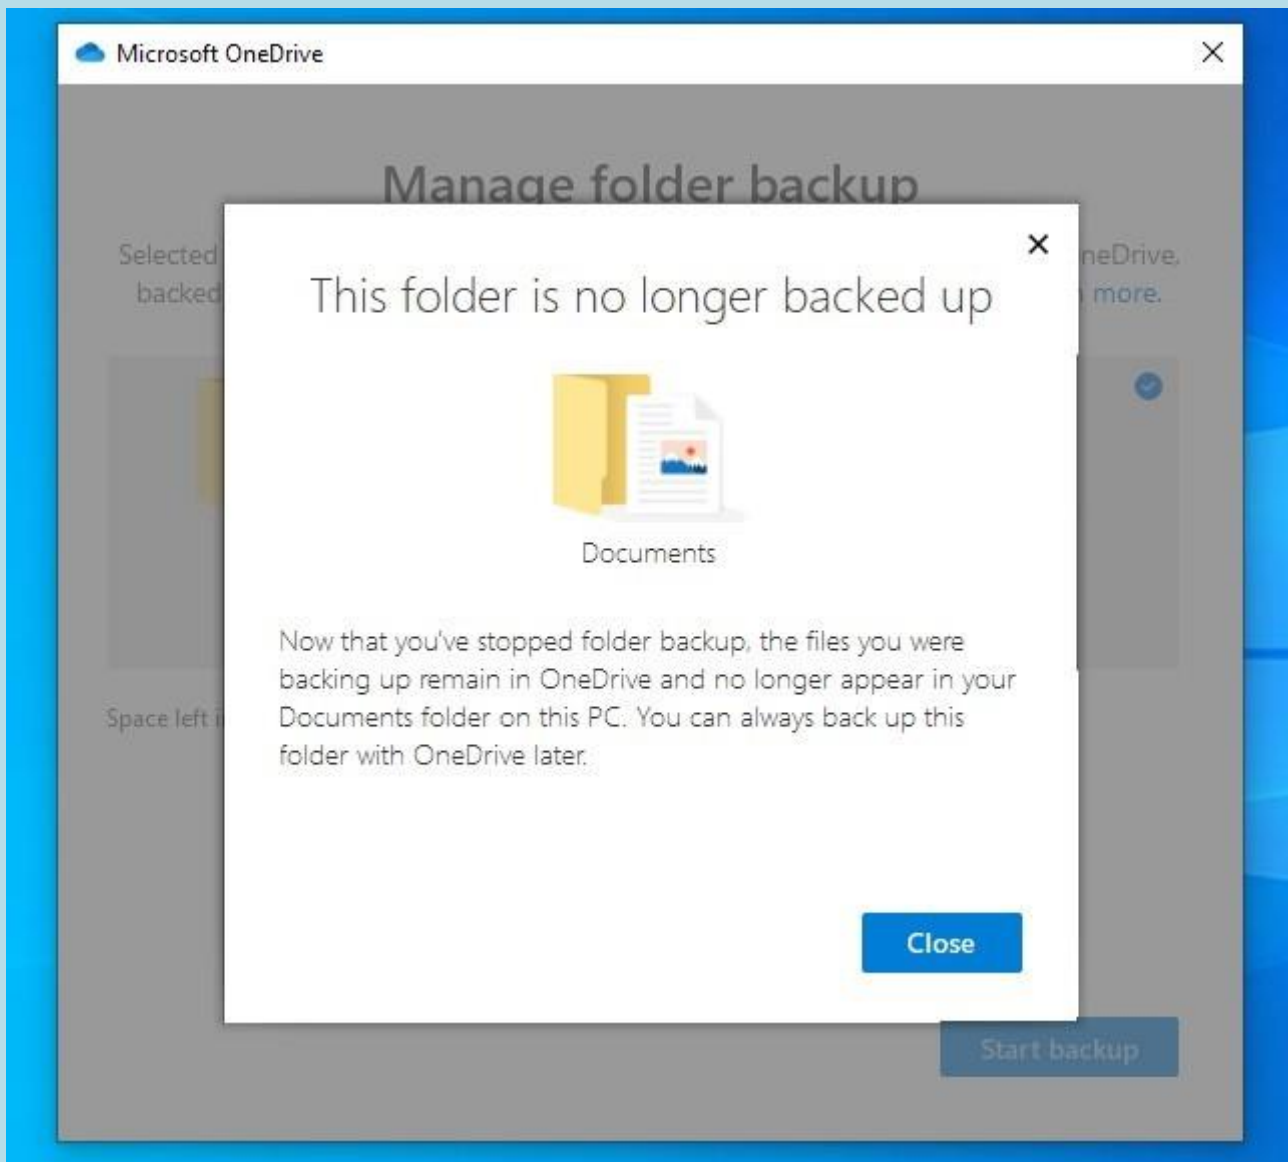 Microsoft OneDrive
Manage folder backup
Selected
neDrive,
backed
more.
This folder is no longer backed up
Documents
Now that you've stopped folder backup, the files you were
backing up remain in OneDrive and no longer appear in your
Documents folder on this PC. You can always back up this
folder with OneDrive later.
Space left i
Close
Start backup